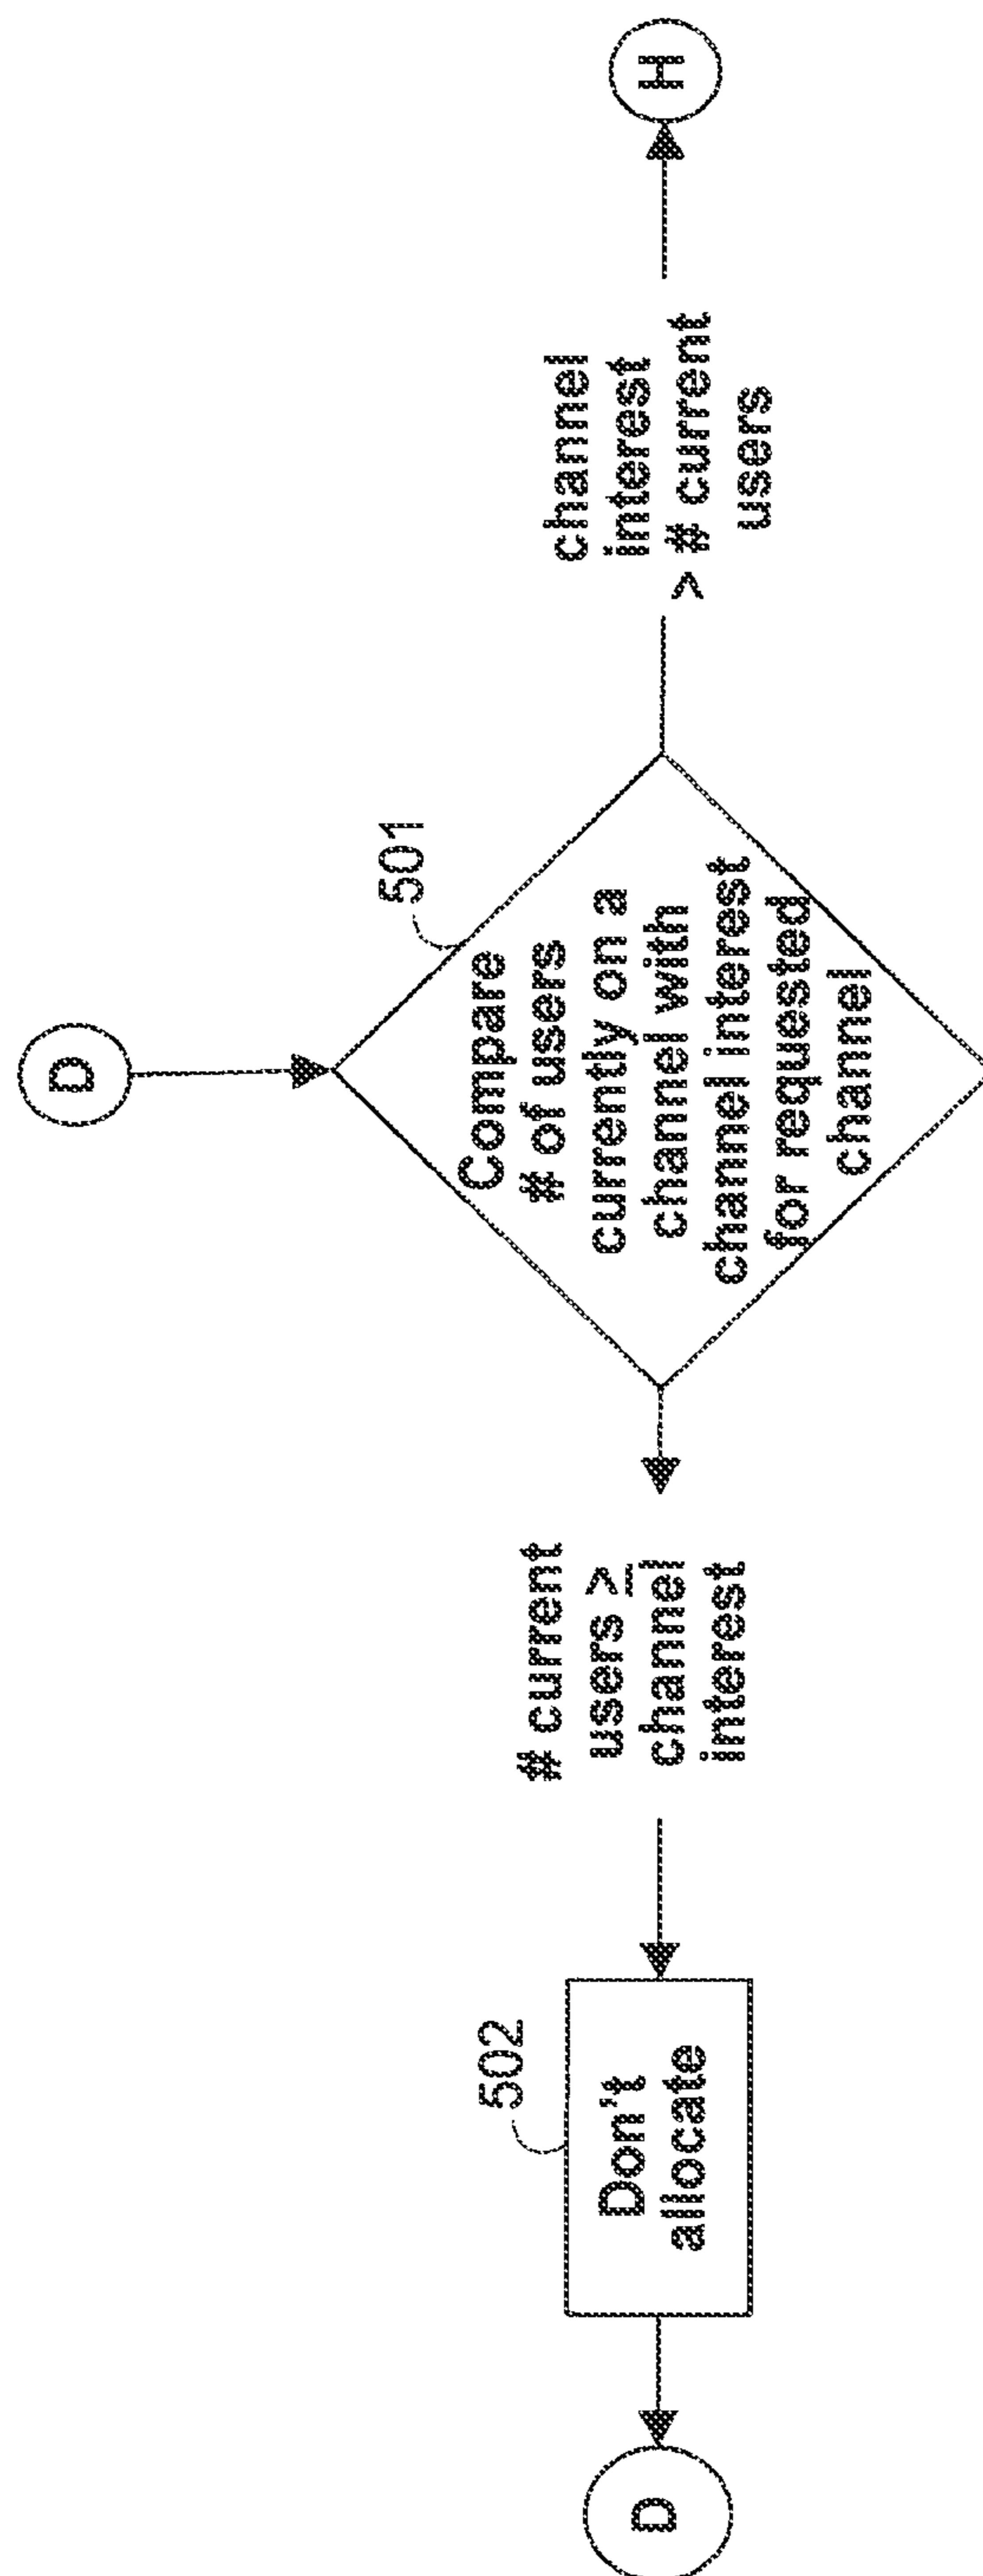 D
501
Compare
# of users
currently on a
channel with
channel interest
for requested
channel
# current
users ≥
channel
interest
channel
interest
> # current
users
502
Don't
allocate
D
H